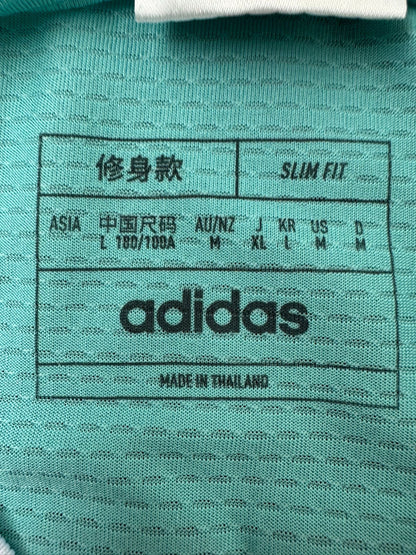 修身款 SLIM FIT
ASIA 中国尺码 AU/NZ J KR US D
L 180/100A M XL L M M
adidas
MADE IN THAILAND